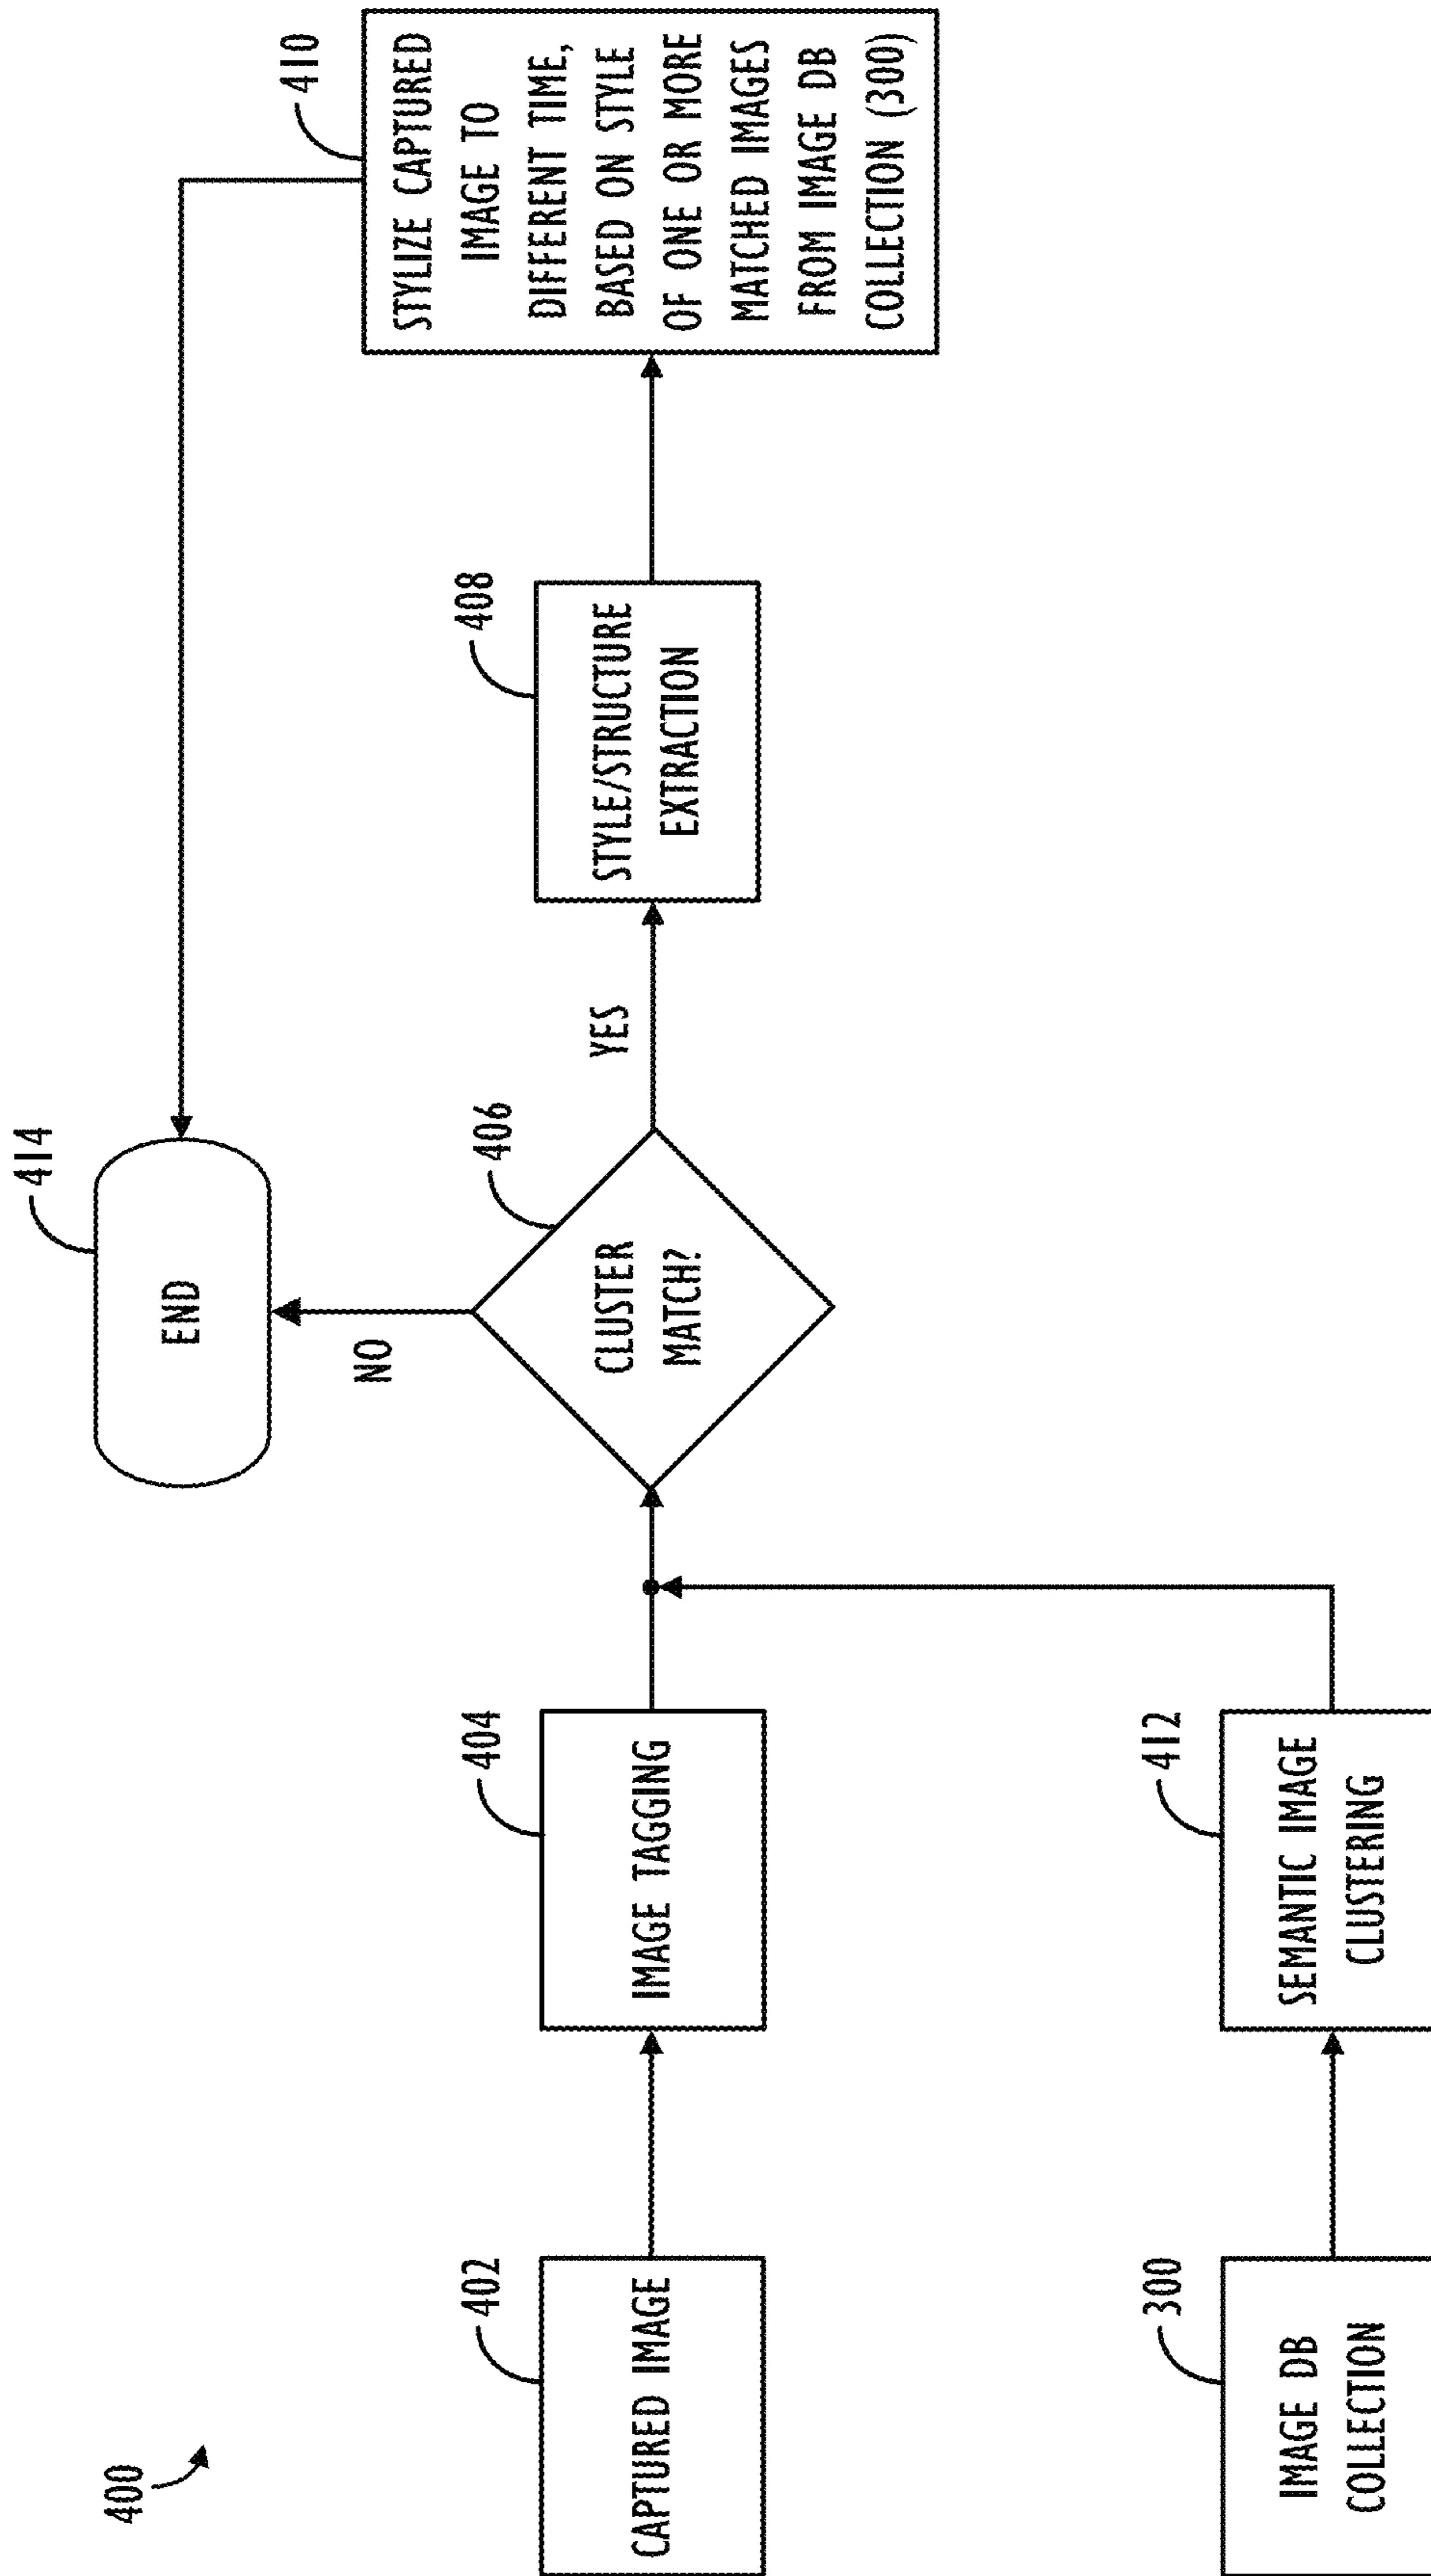 400
402
CAPTURED IMAGE
404
IMAGE TAGGING
406
CLUSTER
MATCH?
NO
414
END
YES
408
STYLE/STRUCTURE
EXTRACTION
410
STYLIZE CAPTURED
IMAGE TO
DIFFERENT TIME,
BASED ON STYLE
OF ONE OR MORE
MATCHED IMAGES
FROM IMAGE DB
COLLECTION (300)
300
IMAGE DB
COLLECTION
412
SEMANTIC IMAGE
CLUSTERING